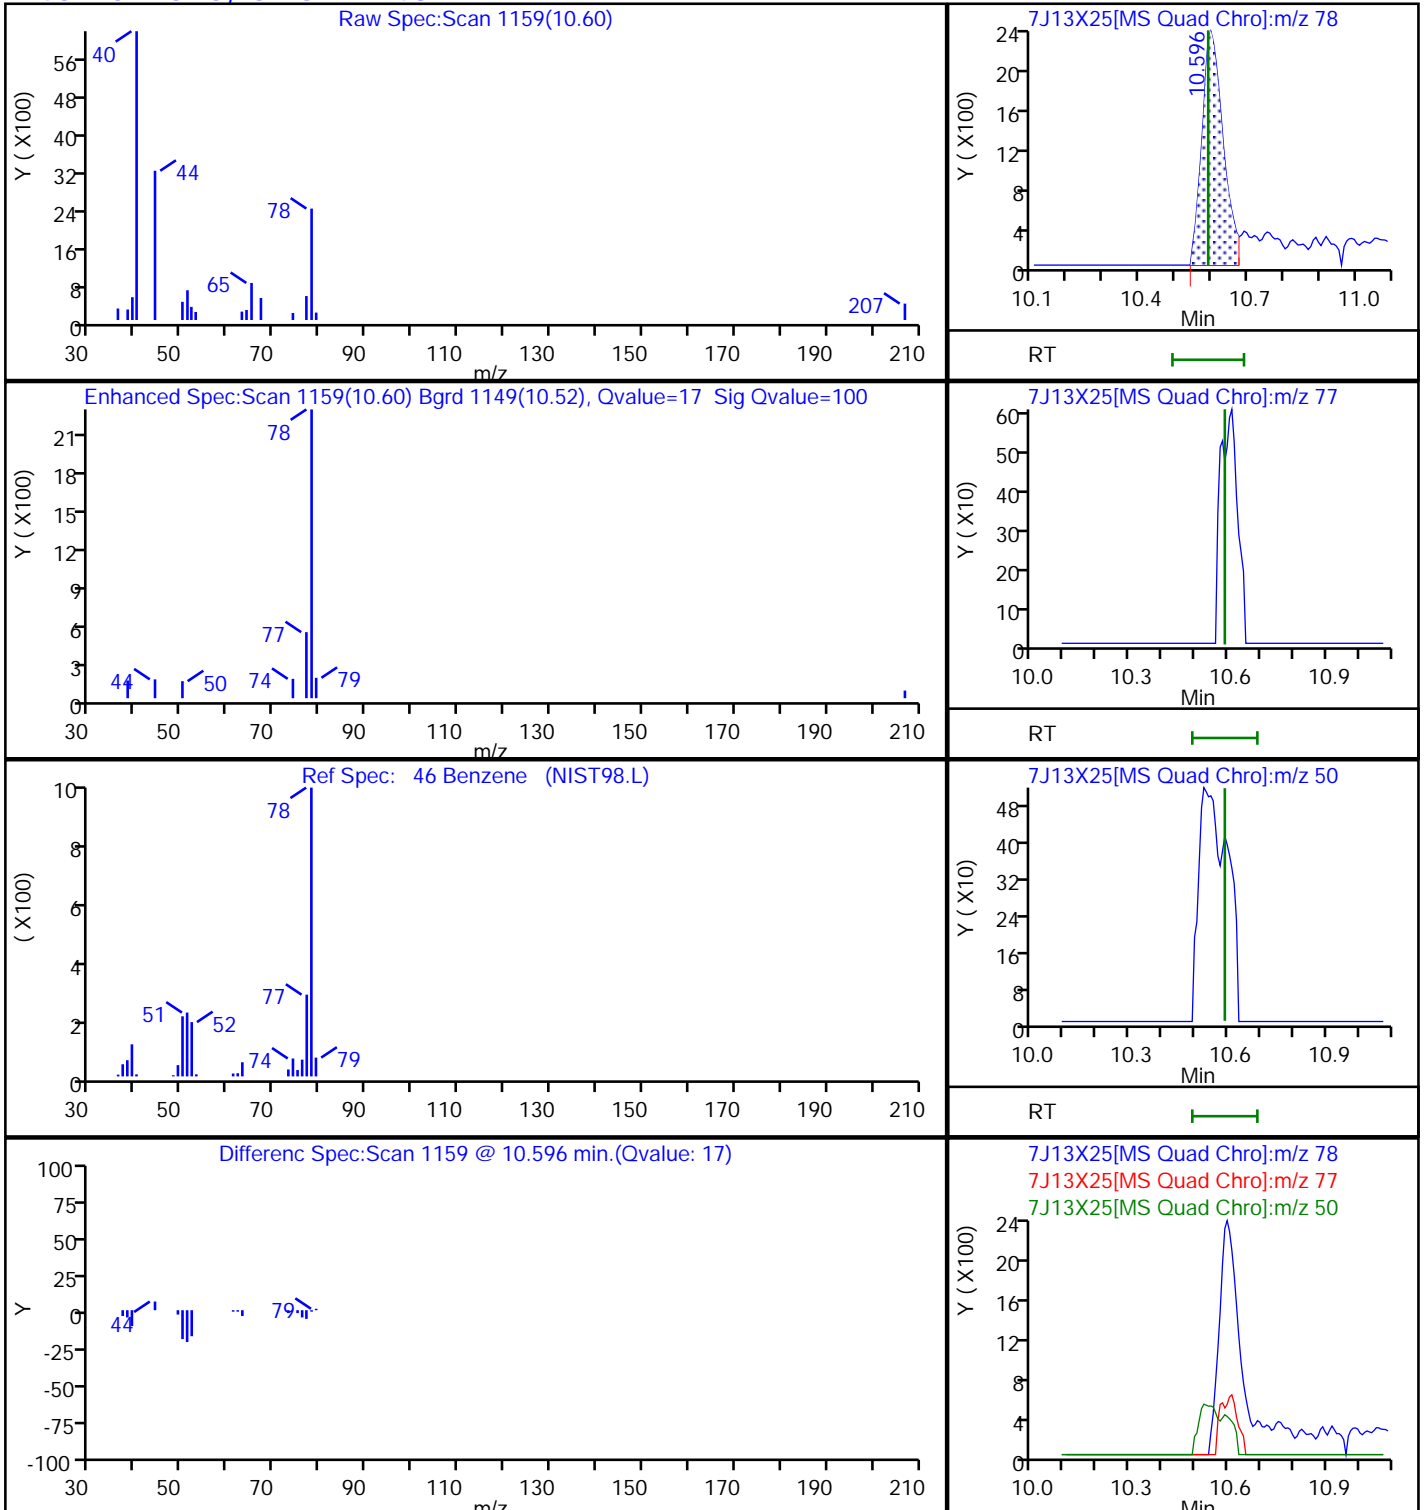 Raw Spec:Scan 1159(10.60)
Y ( X100)
56
48
40
32
24
16
8
0
40
44
78
65
207
30 50 70 90 110 130 150 170 190 210
m/z
7J13X25[MS Quad Chro]:m/z 78
Y ( X100)
24
20
16
12
8
4
0
10.596
10.1 10.4 10.7 11.0
Min
RT
Enhanced Spec:Scan 1159(10.60) Bgrd 1149(10.52), Qvalue=17 Sig Qvalue=100
Y ( X100)
21
18
15
12
9
6
3
0
78
77
44
50
74
79
30 50 70 90 110 130 150 170 190 210
m/z
7J13X25[MS Quad Chro]:m/z 77
Y ( X10)
60
50
40
30
20
10
0
10.0 10.3 10.6 10.9
Min
RT
Ref Spec: 46 Benzene (NIST98.L)
( X100)
10
8
6
4
2
0
78
77
51
52
74
79
30 50 70 90 110 130 150 170 190 210
7J13X25[MS Quad Chro]:m/z 50
Y ( X10)
48
40
32
24
16
8
0
10.0 10.3 10.6 10.9
Min
RT
Differenc Spec:Scan 1159 @ 10.596 min.(Qvalue: 17)
Y
100
75
50
25
0
-25
-50
-75
-100
44
79
30 50 70 90 110 130 150 170 190 210
m/z
7J13X25[MS Quad Chro]:m/z 78
7J13X25[MS Quad Chro]:m/z 77
7J13X25[MS Quad Chro]:m/z 50
Y ( X100)
24
20
16
12
8
4
0
10.0 10.3 10.6 10.9
Min